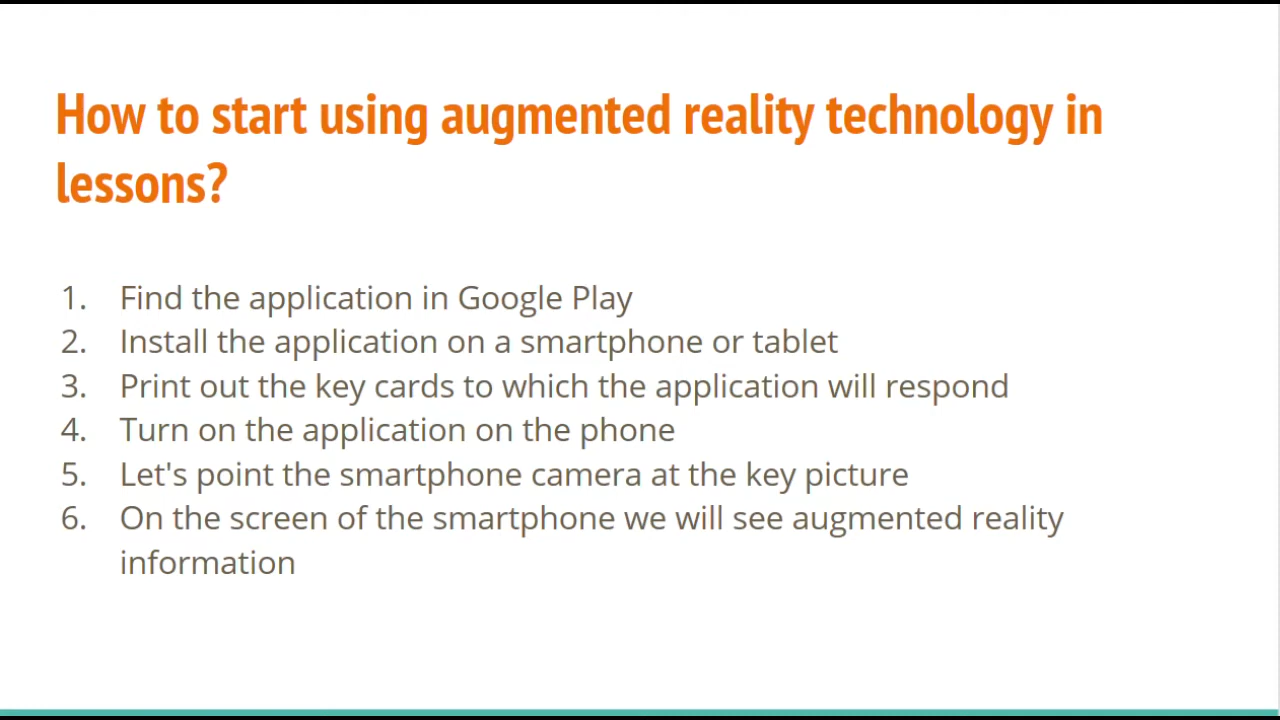 How to start using augmented reality technology in
lessons?
1. Find the application in Google Play
2. Install the application on a smartphone or tablet
3. Print out the key cards to which the application will respond
4. Turn on the application on the phone
5. Let's point the smartphone camera at the key picture
6. On the screen of the smartphone we will see augmented reality
information